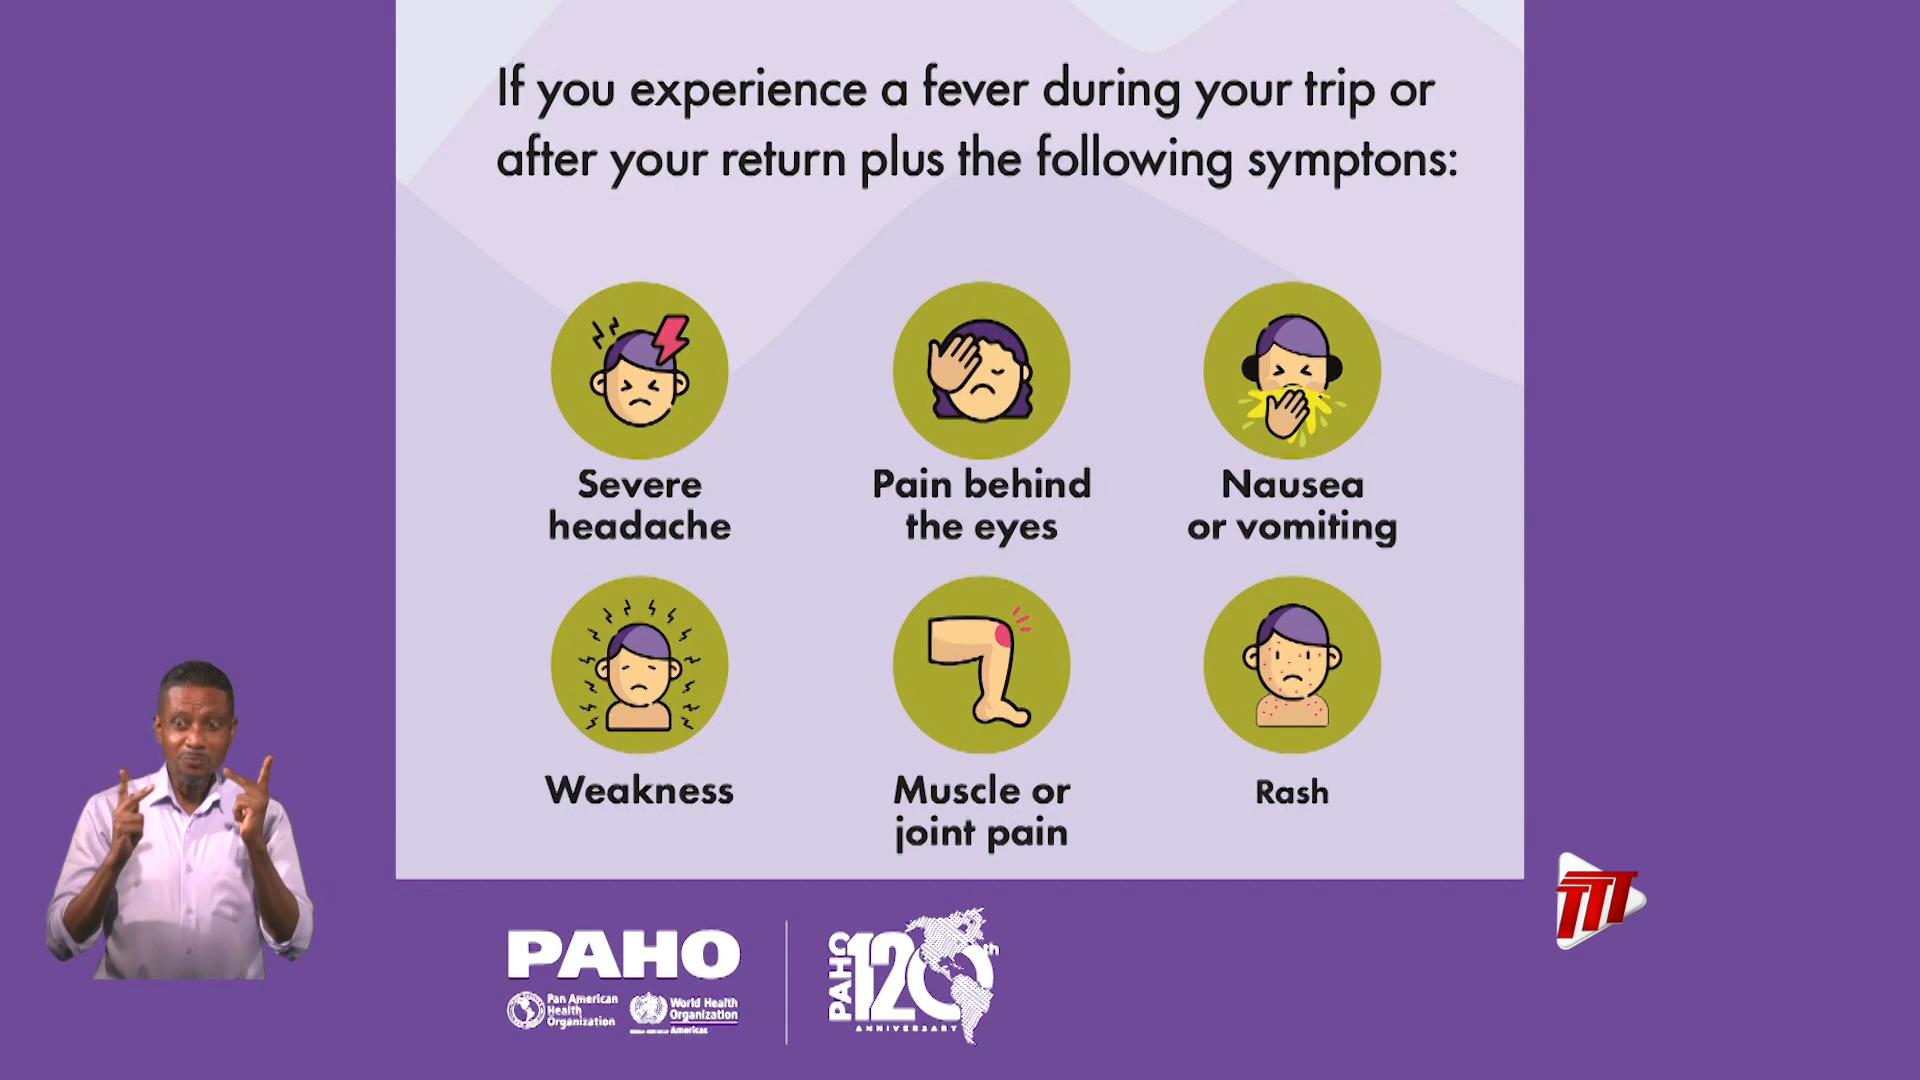 If you experience a fever during your trip or
after your return plus the following symptons:
Severe
headache
Pain behind
the eyes
Nausea
or vomiting
Weakness
Muscle or
joint pain
Rash
PAHO
Pan American
Health
Organization
World Health
Organization
Americas
PAHO
120th
ANNIVERSARY
TTT